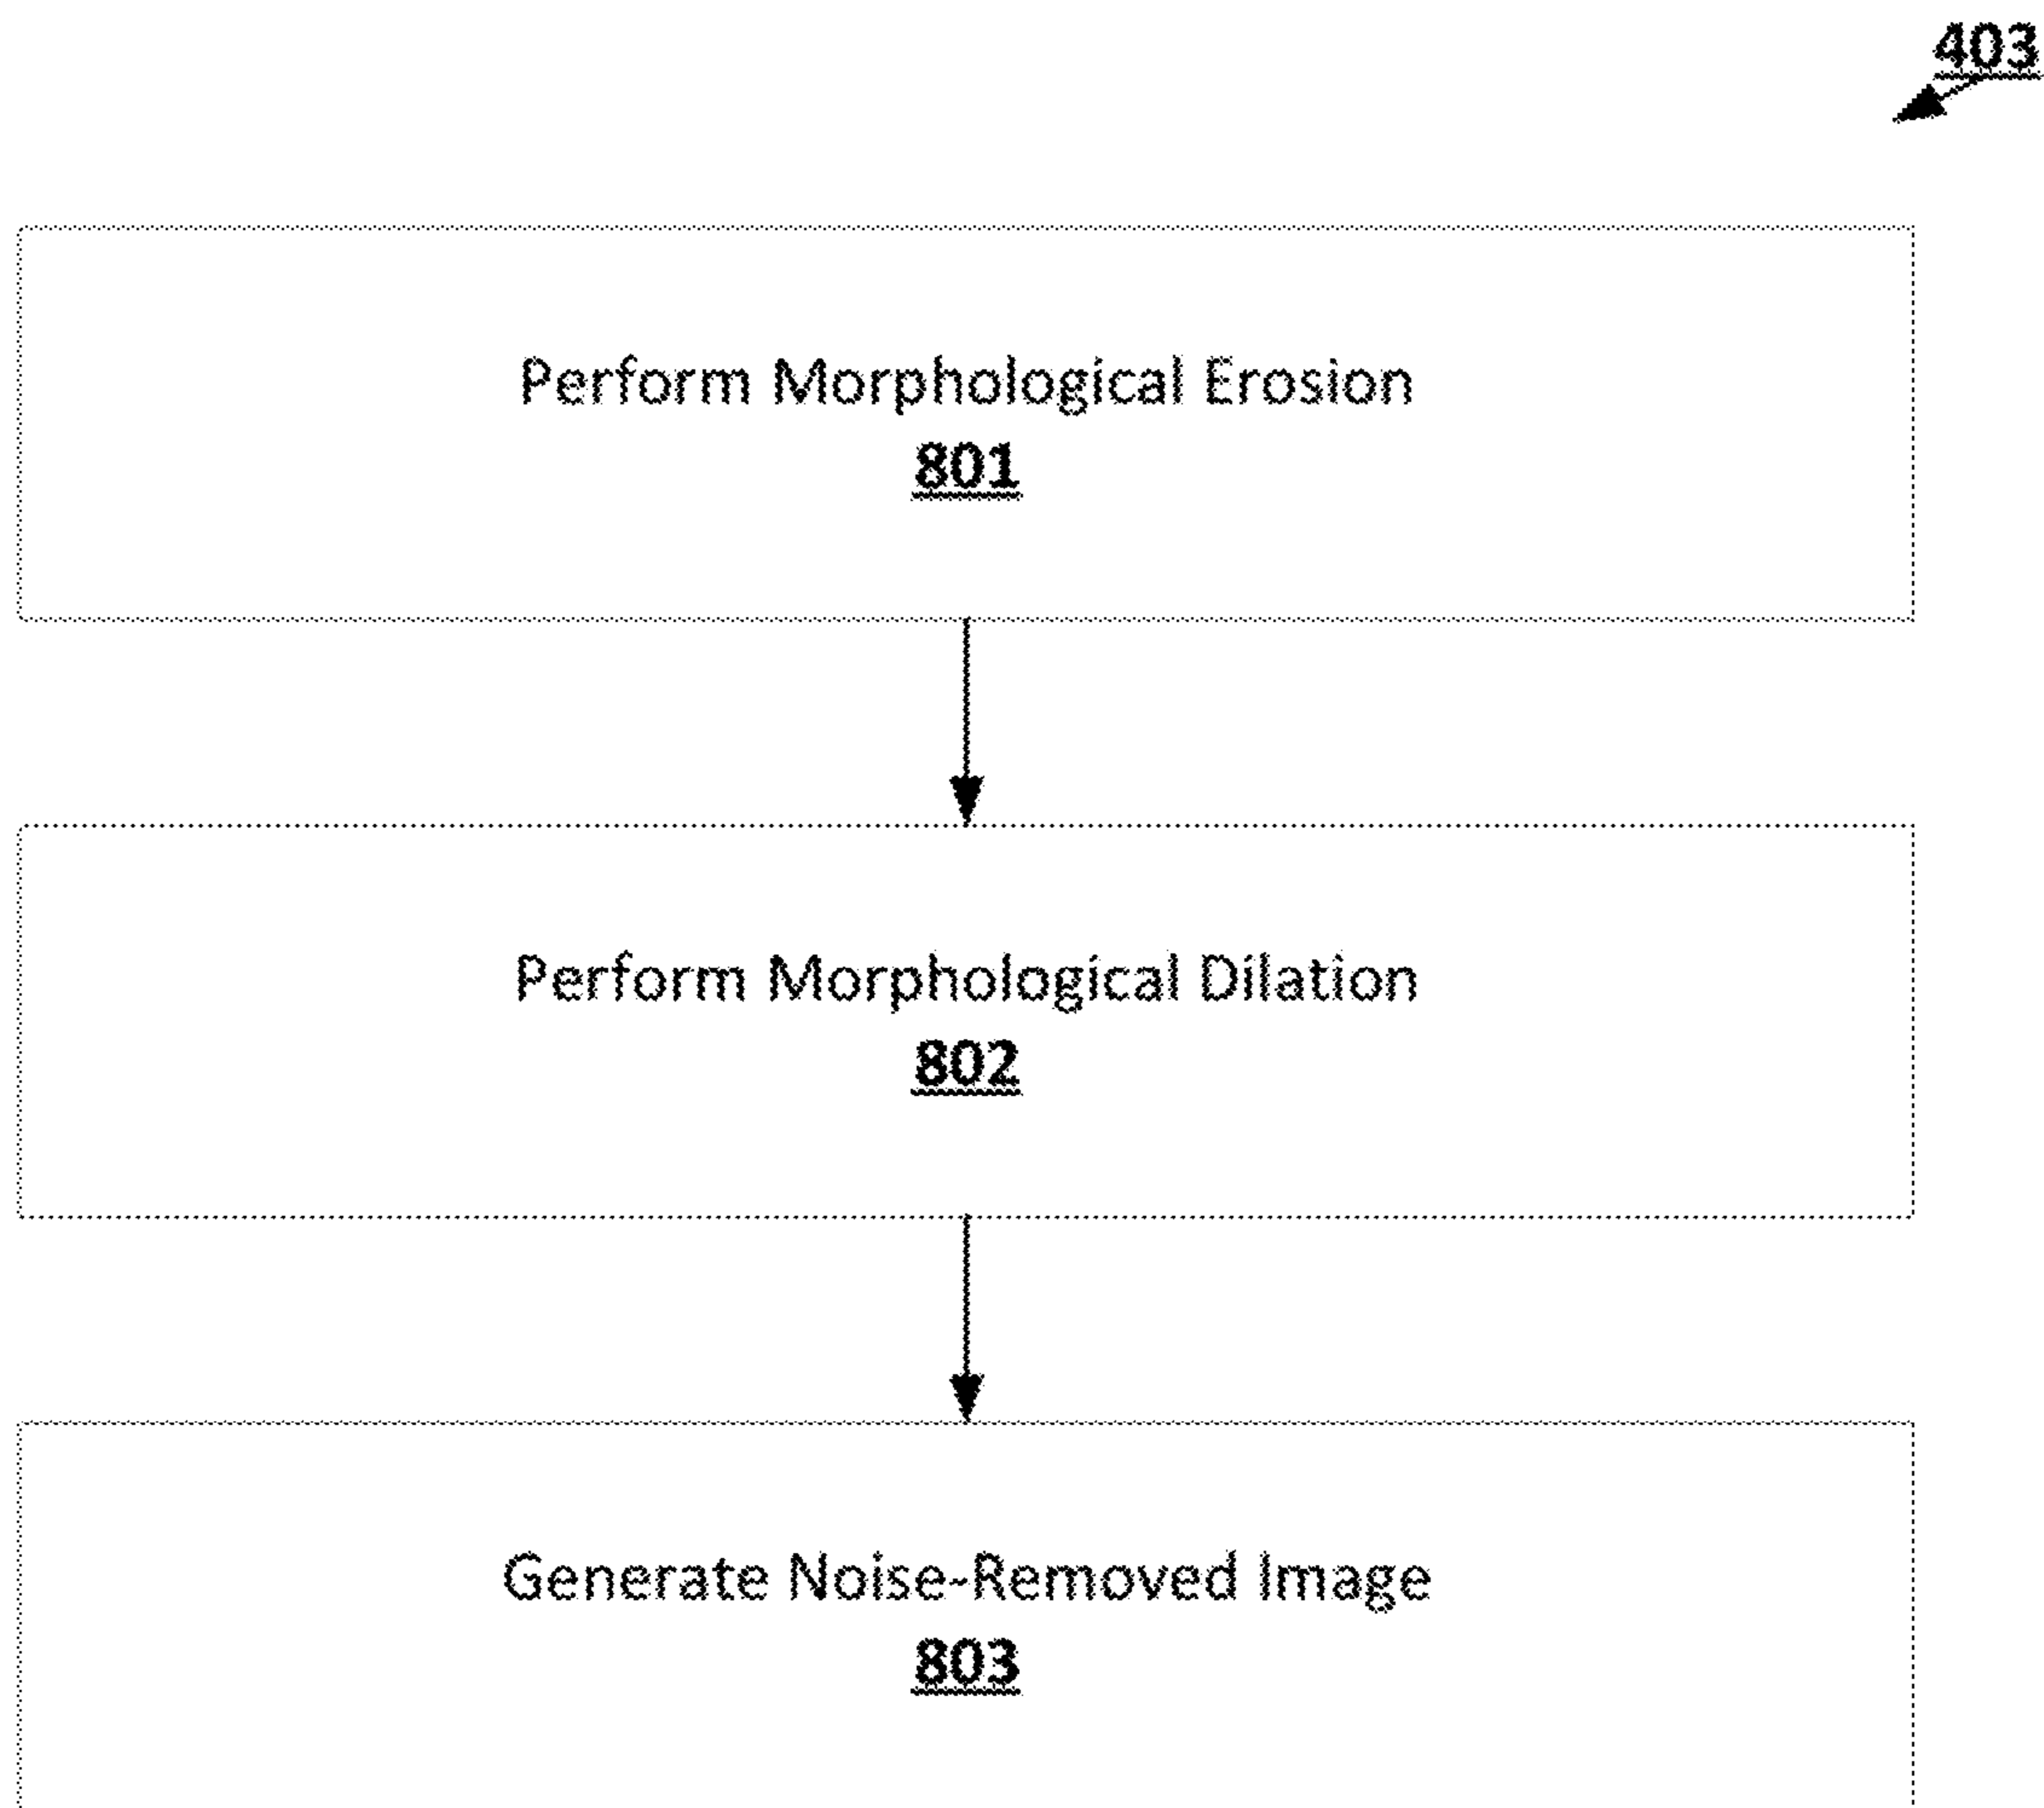 403
Perform Morphological Erosion
801
Perform Morphological Dilation
802
Generate Noise-Removed Image
803